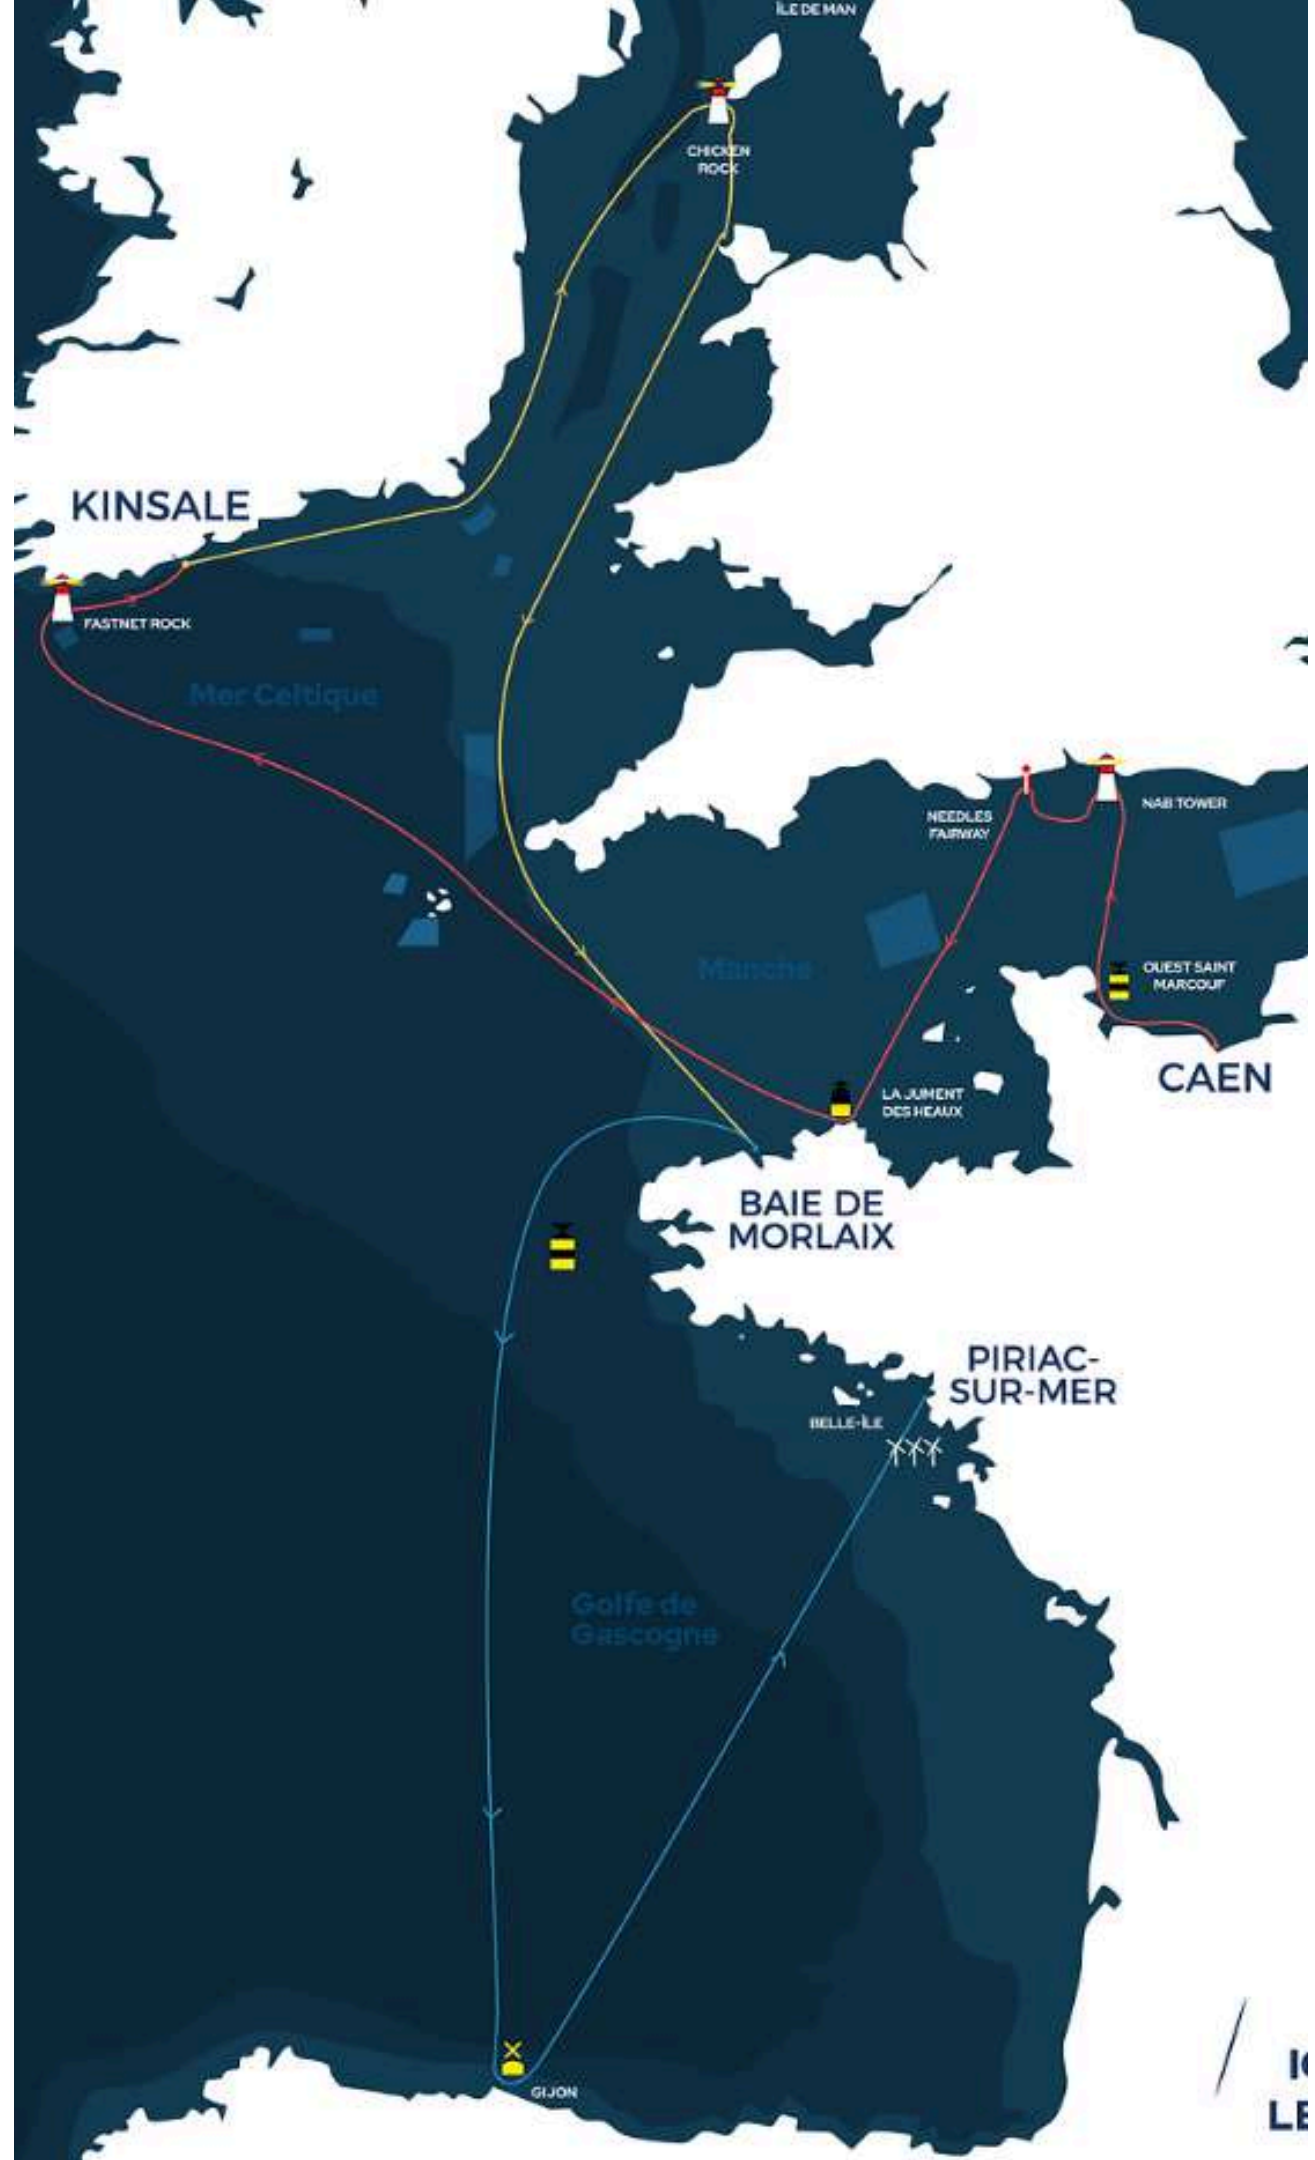 ÎLE DE MAN
CHICKEN
ROCK
KINSALE
FASTNET ROCK
Mer Celtique
NEEDLES
FAIRWAY
NAB TOWER
Manche
OUEST SAINT
MARCOUF
CAEN
LA JUMENT
DES HEAUX
BAIE DE
MORLAIX
PIRIAC-
SUR-MER
BELLE-ÎLE
Golfe de
Gascogne
GIJON
LE